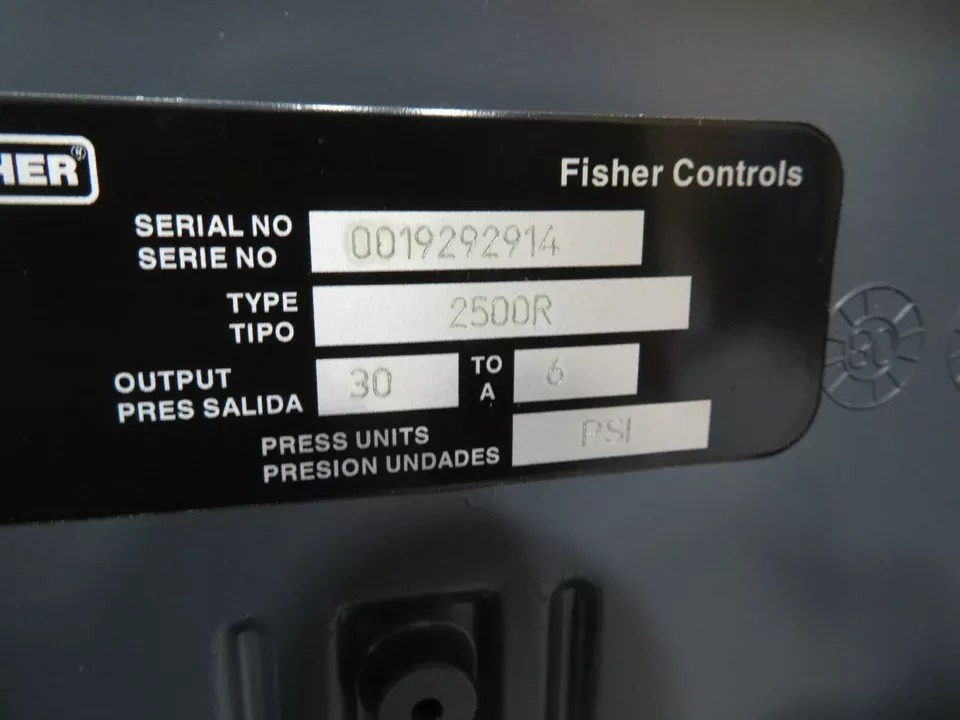 HER®
Fisher Controls
SERIAL NO
SERIE NO
0019292914
TYPE
TIPO
2500R
OUTPUT
PRES SALIDA
30
TO
A
6
PRESS UNITS
PRESION UNDADES
PSI